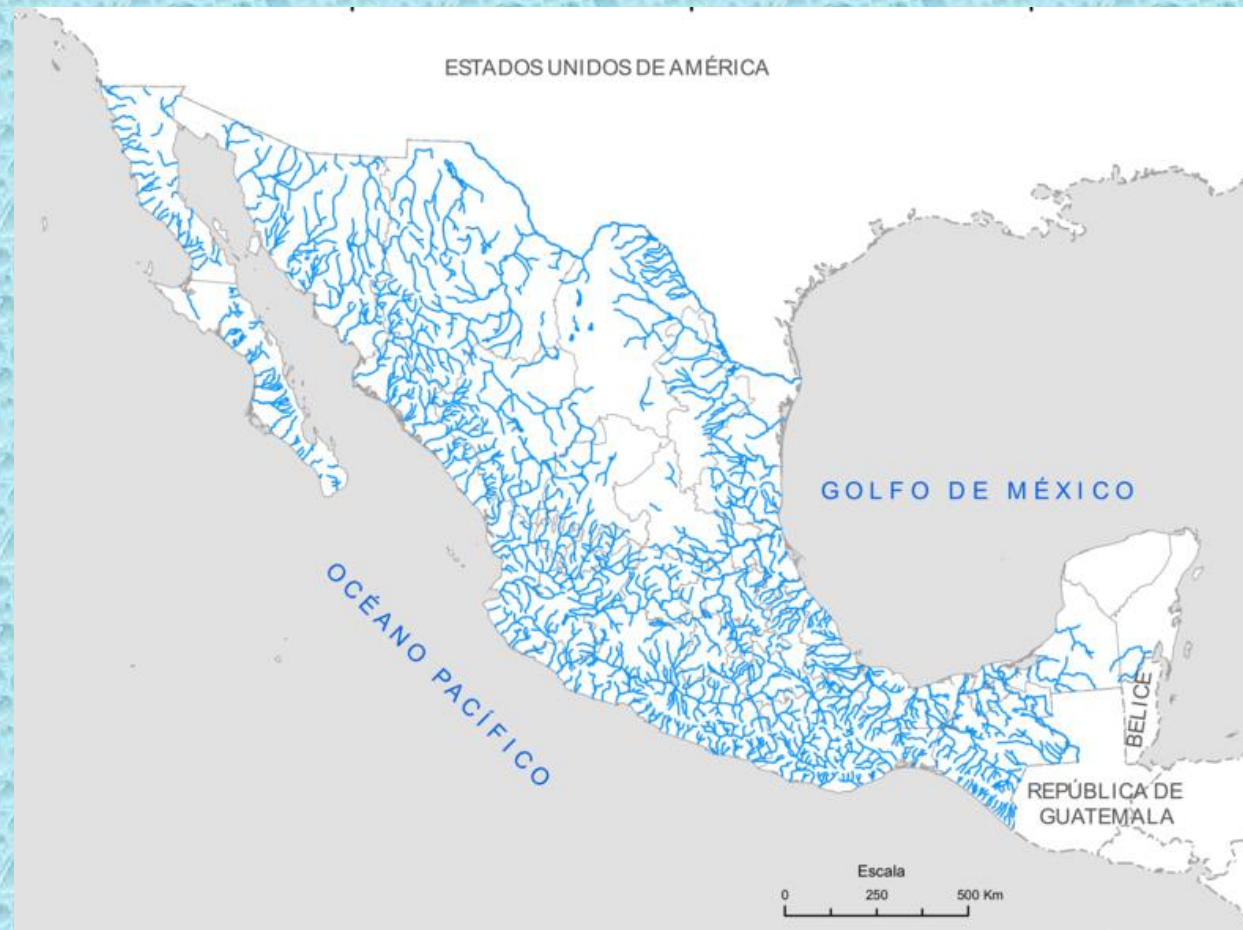 ESTADOS UNIDOS DE AMÉRICA
GOLFO DE MÉXICO
OCÉANO PACÍFICO
BELICE
REPÚBLICA DE
GUATEMALA
Escala
0 250 500 Km